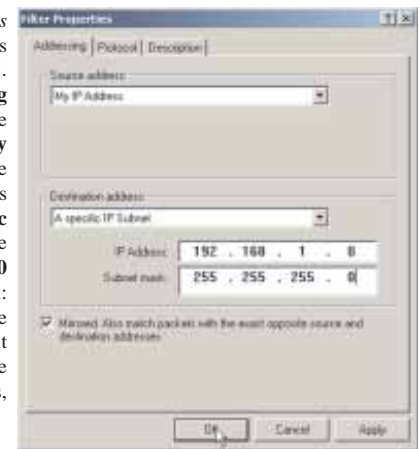 Filter Properties
Addressing Protocol Description
Source address:
My IP Address
Destination address:
A specific IP Subnet
IP Address: 192 . 168 . 1 . 0
Subnet mask: 255 . 255 . 255 . 0
Mirrored. Also match packets with the exact opposite source and
destination addresses.
OK Cancel Apply